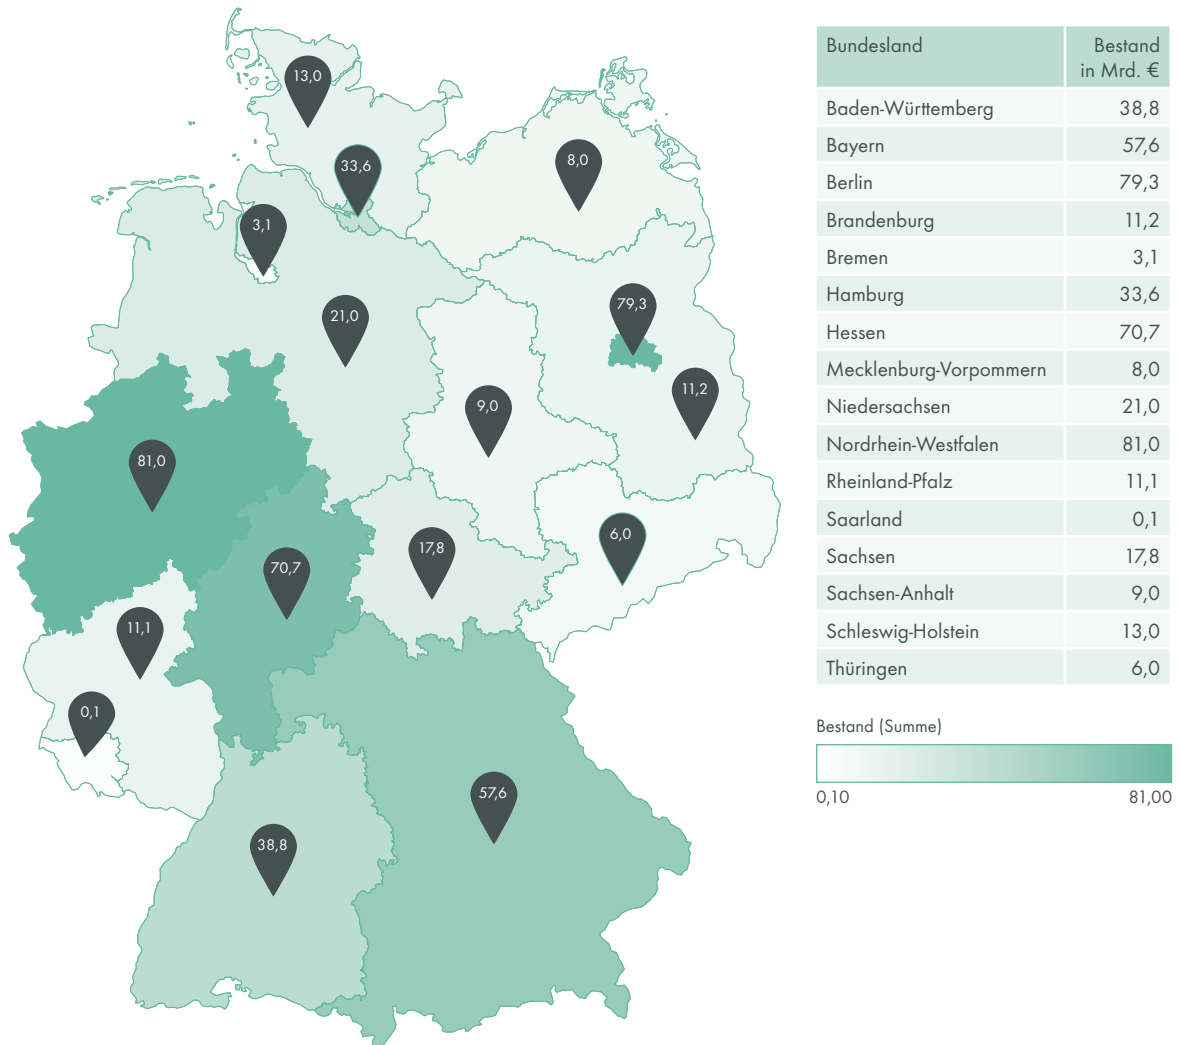 13,0
33,6
8,0
3,1
21,0
79,3
11,2
9,0
81,0
17,8
6,0
70,7
11,1
0,1
57,6
38,8
Bundesland Bestand
in Mrd. €
Baden-Württemberg 38,8
Bayern 57,6
Berlin 79,3
Brandenburg 11,2
Bremen 3,1
Hamburg 33,6
Hessen 70,7
Mecklenburg-Vorpommern 8,0
Niedersachsen 21,0
Nordrhein-Westfalen 81,0
Rheinland-Pfalz 11,1
Saarland 0,1
Sachsen 17,8
Sachsen-Anhalt 9,0
Schleswig-Holstein 13,0
Thüringen 6,0
Bestand (Summe)
0,10 81,00